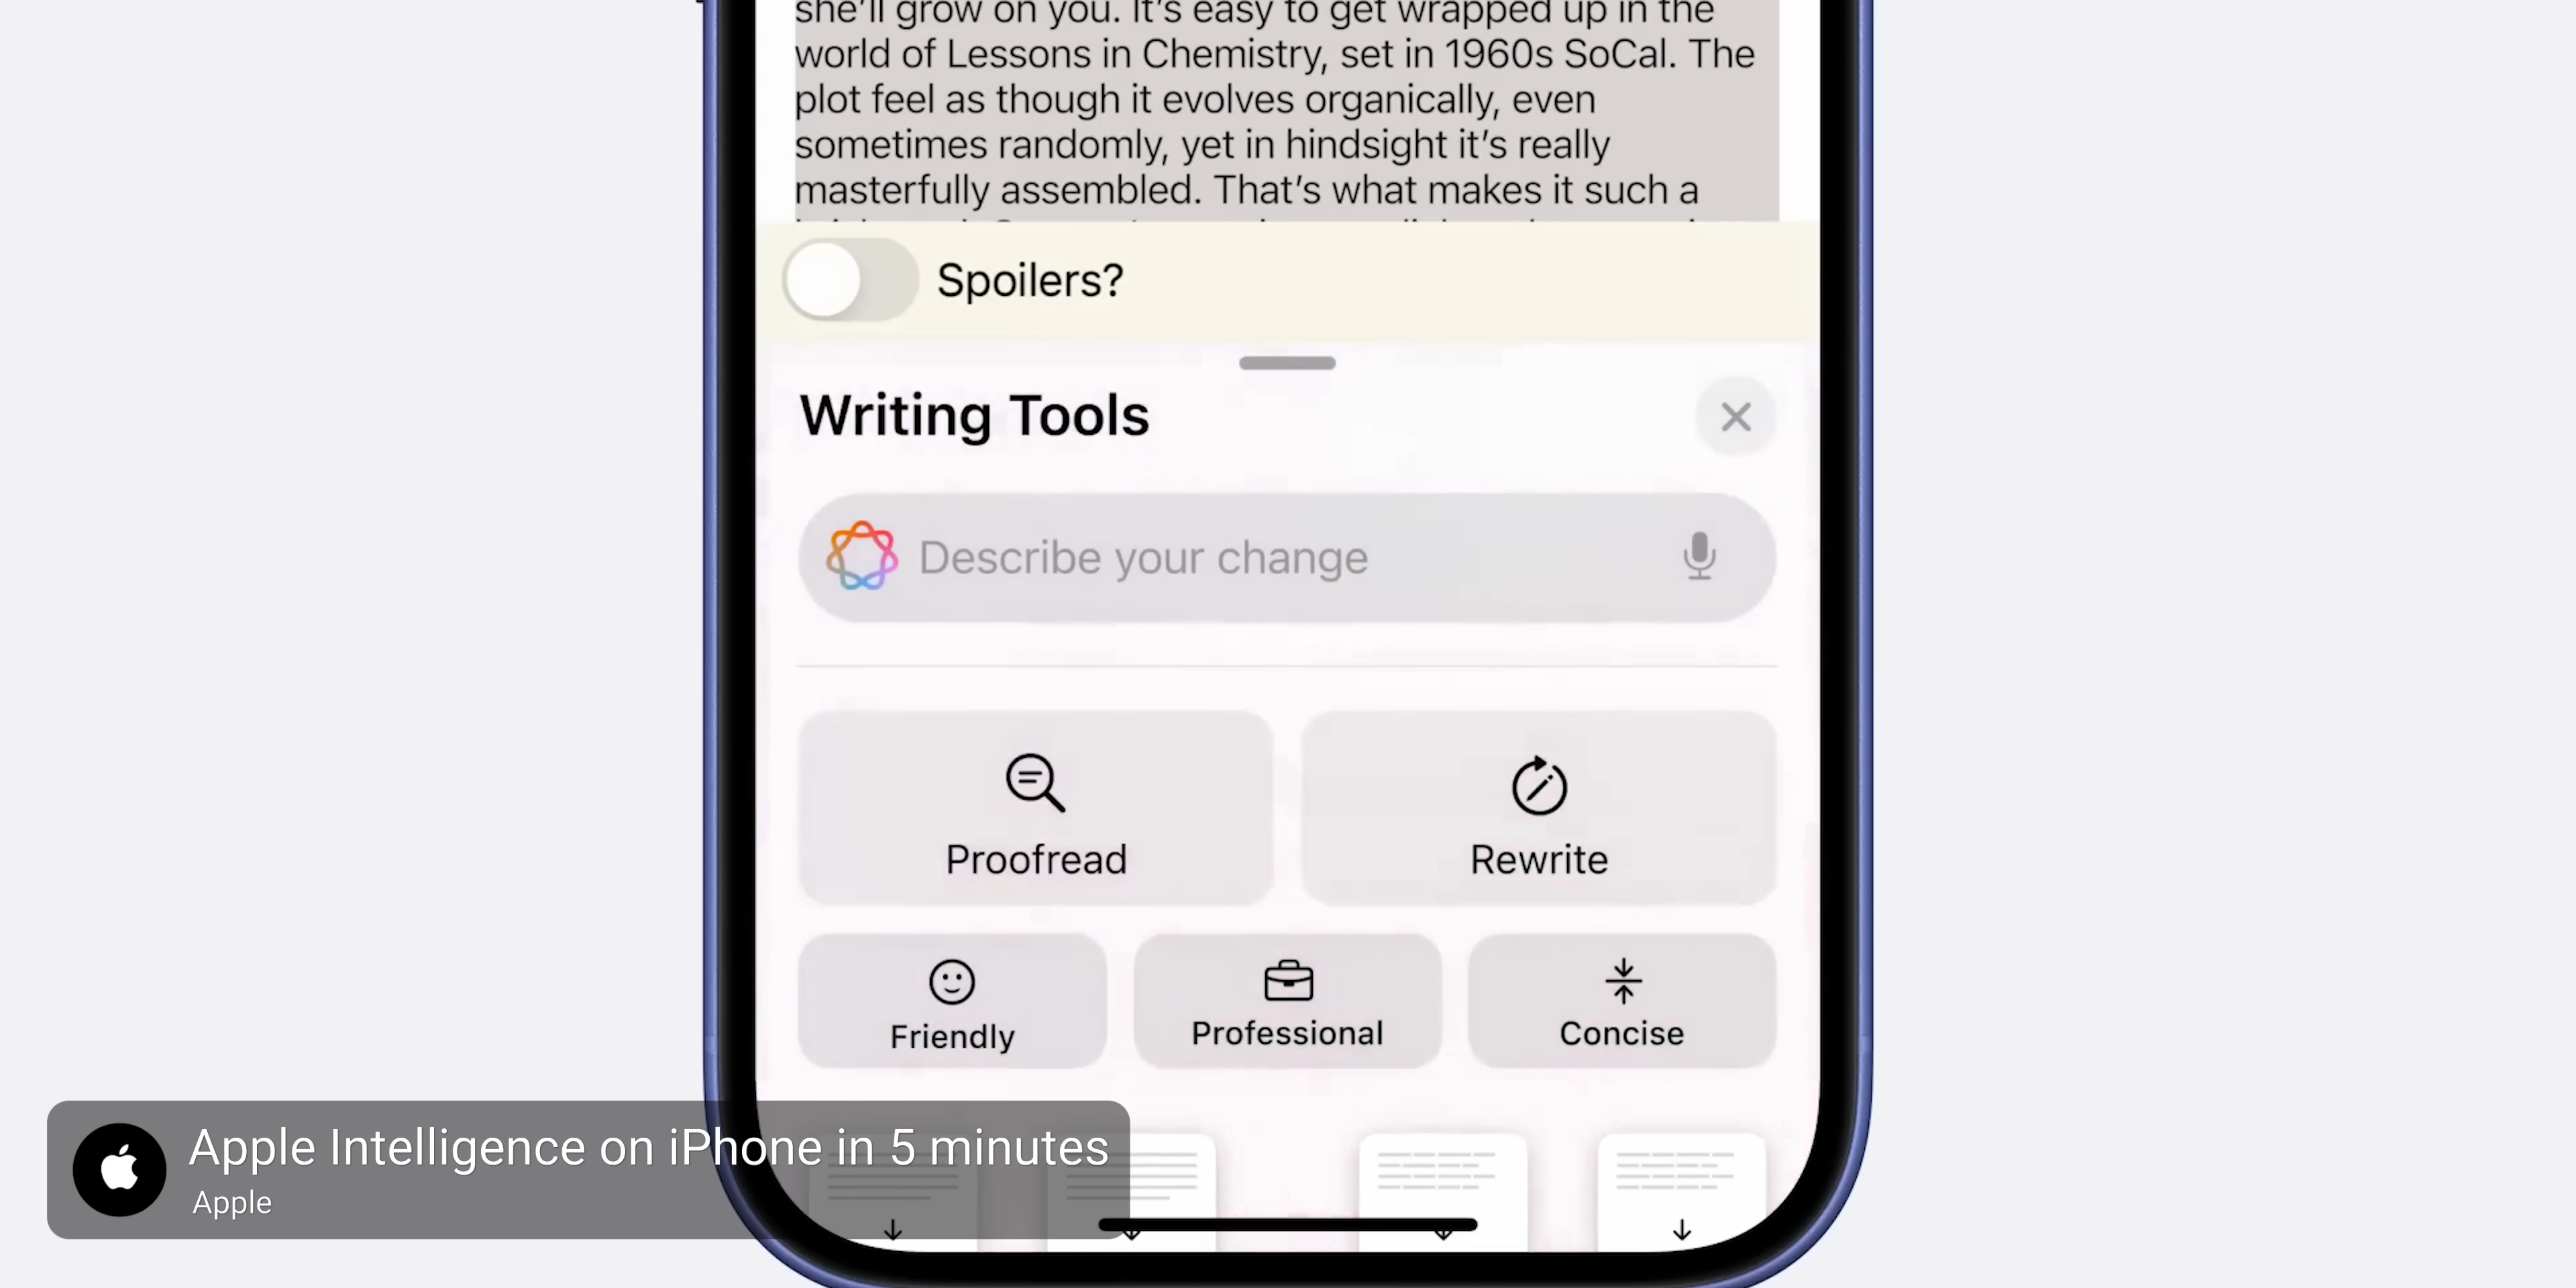 she'll grow on you. It's easy to get wrapped up in the
world of Lessons in Chemistry, set in 1960s SoCal. The
plot feel as though it evolves organically, even
sometimes randomly, yet in hindsight it's really
masterfully assembled. That's what makes it such a
Spoilers?
Writing Tools
Describe your change
Proofread
Rewrite
Friendly
Professional
Concise
Apple Intelligence on iPhone in 5 minutes
Apple